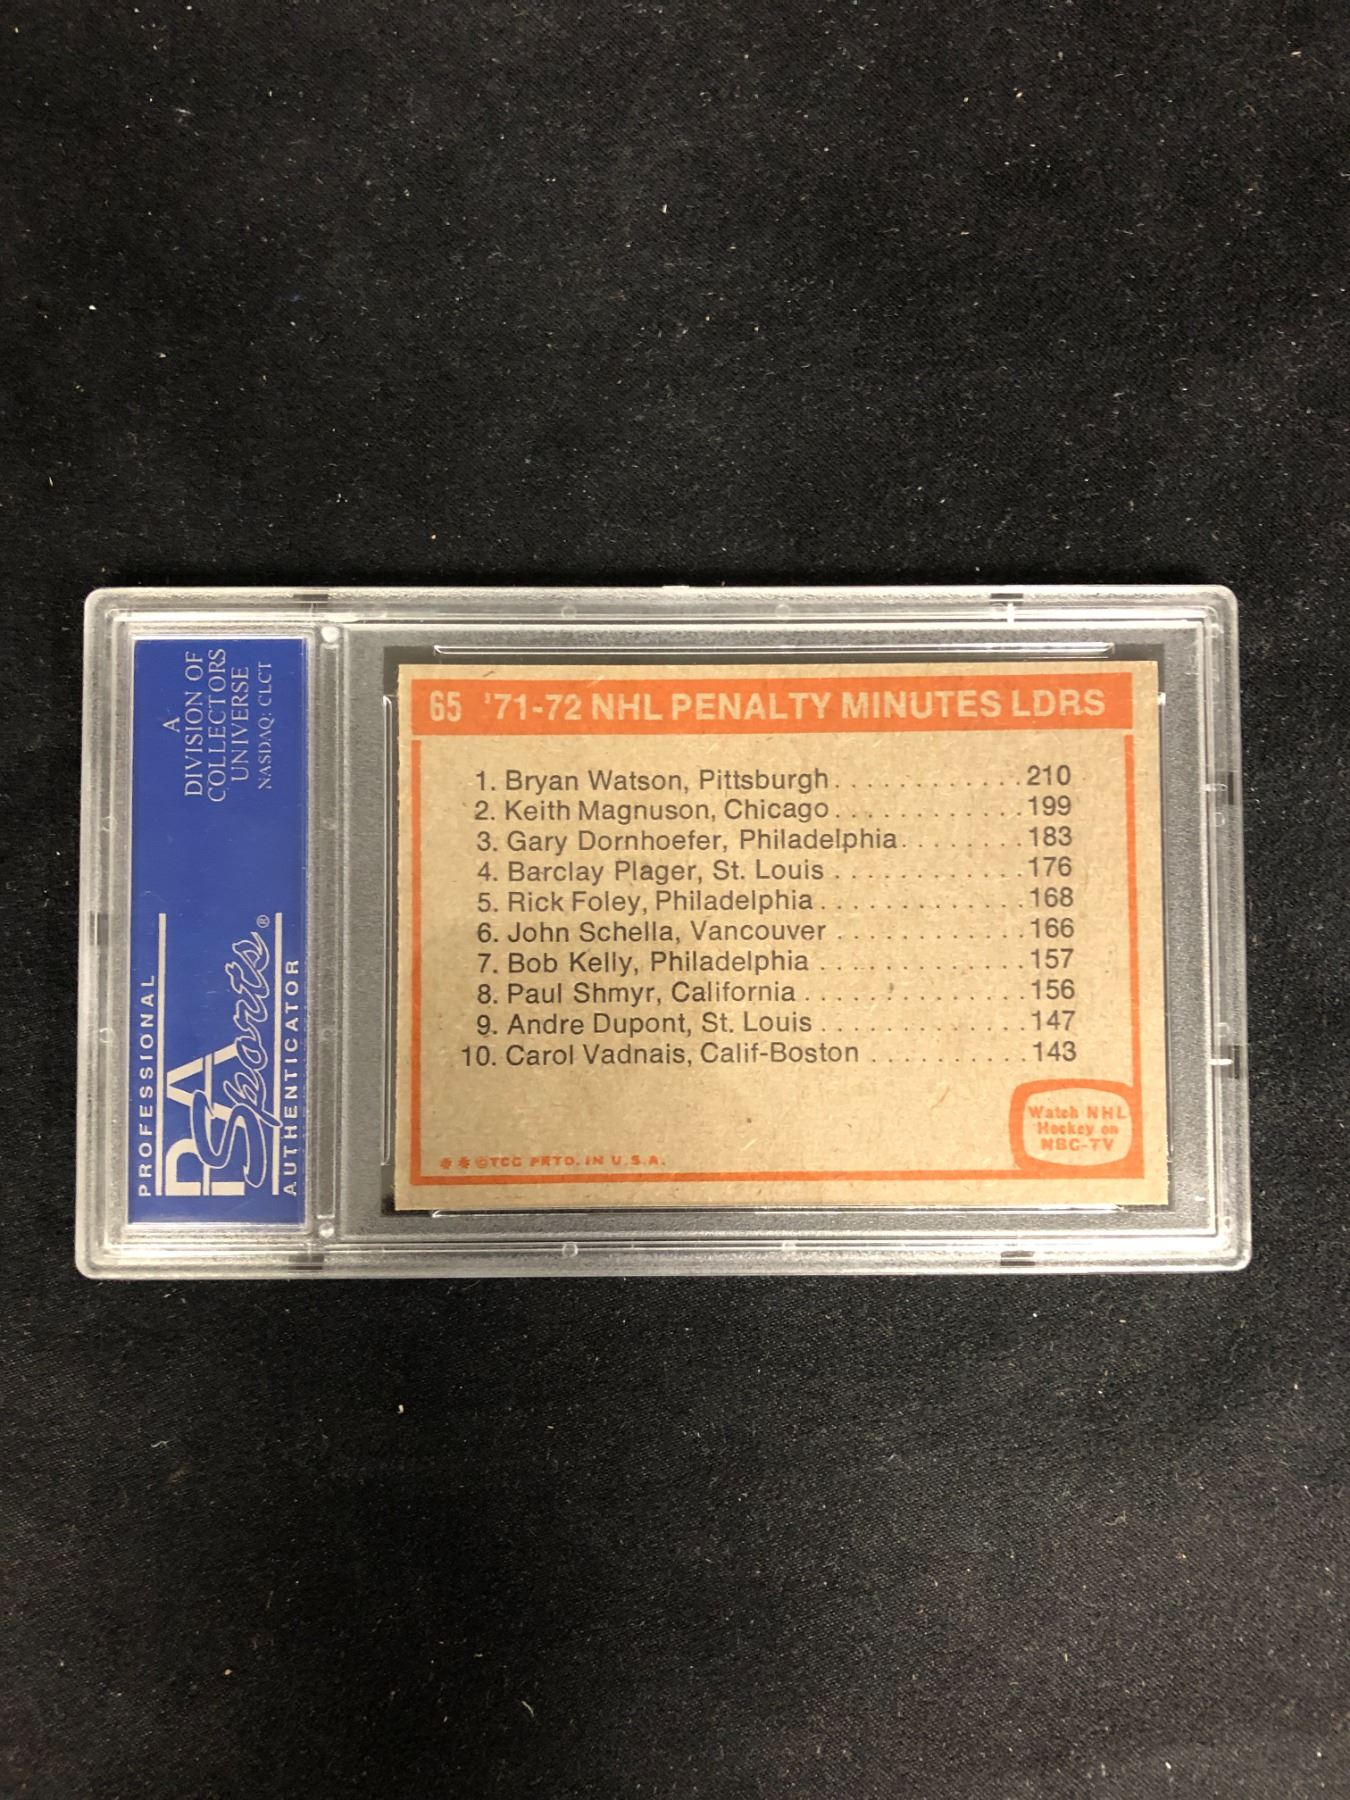 A
DIVISION OF
COLLECTORS
UNIVERSE
NASDAQ: CLCT
PROFESSIONAL
PSA
Sports®
AUTHENTICATOR
65 '71-72 NHL PENALTY MINUTES LDRS
1. Bryan Watson, Pittsburgh . . . . . . . . . . . . 210
2. Keith Magnuson, Chicago . . . . . . . . . . . . 199
3. Gary Dornhoefer, Philadelphia. . . . . . . . 183
4. Barclay Plager, St. Louis . . . . . . . . . . . . 176
5. Rick Foley, Philadelphia . . . . . . . . . . . . . 168
6. John Schella, Vancouver . . . . . . . . . . . . 166
7. Bob Kelly, Philadelphia . . . . . . . . . . . . . 157
8. Paul Shmyr, California . . . . . . . . . . . . . . 156
9. Andre Dupont, St. Louis . . . . . . . . . . . . . 147
10. Carol Vadnais, Calif-Boston . . . . . . . . . . 143
Watch NHL
Hockey on
NBC-TV
* * ©TCG PRTD. IN U.S.A.